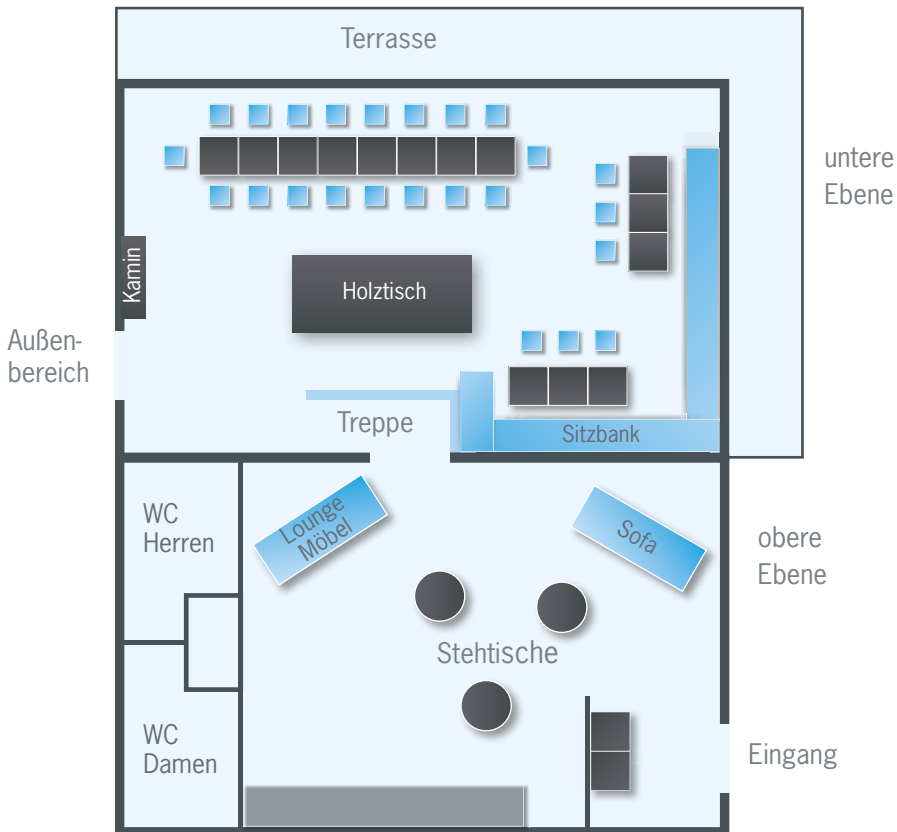 Terrasse
untere
Ebene
Kamin
Holztisch
Außen-
bereich
Treppe
Sitzbank
WC
Herren
Lounge
Möbel
Sofa
obere
Ebene
Stehtische
WC
Damen
Eingang